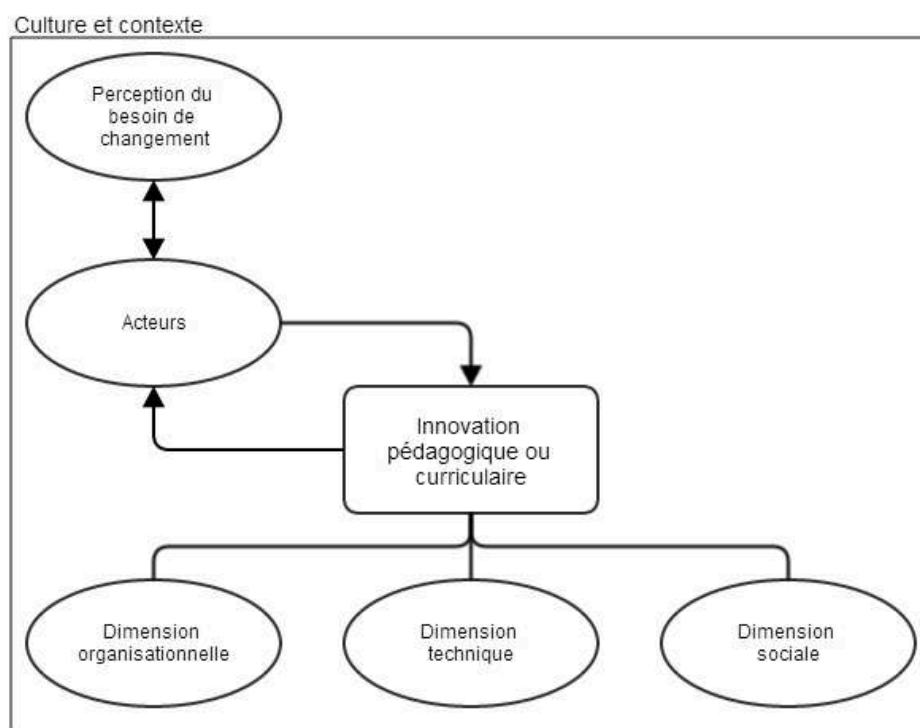 Culture et contexte
Perception du
besoin de
changement
Acteurs
Innovation
pédagogique ou
curriculaire
Dimension
organisationnelle
Dimension
technique
Dimension
sociale